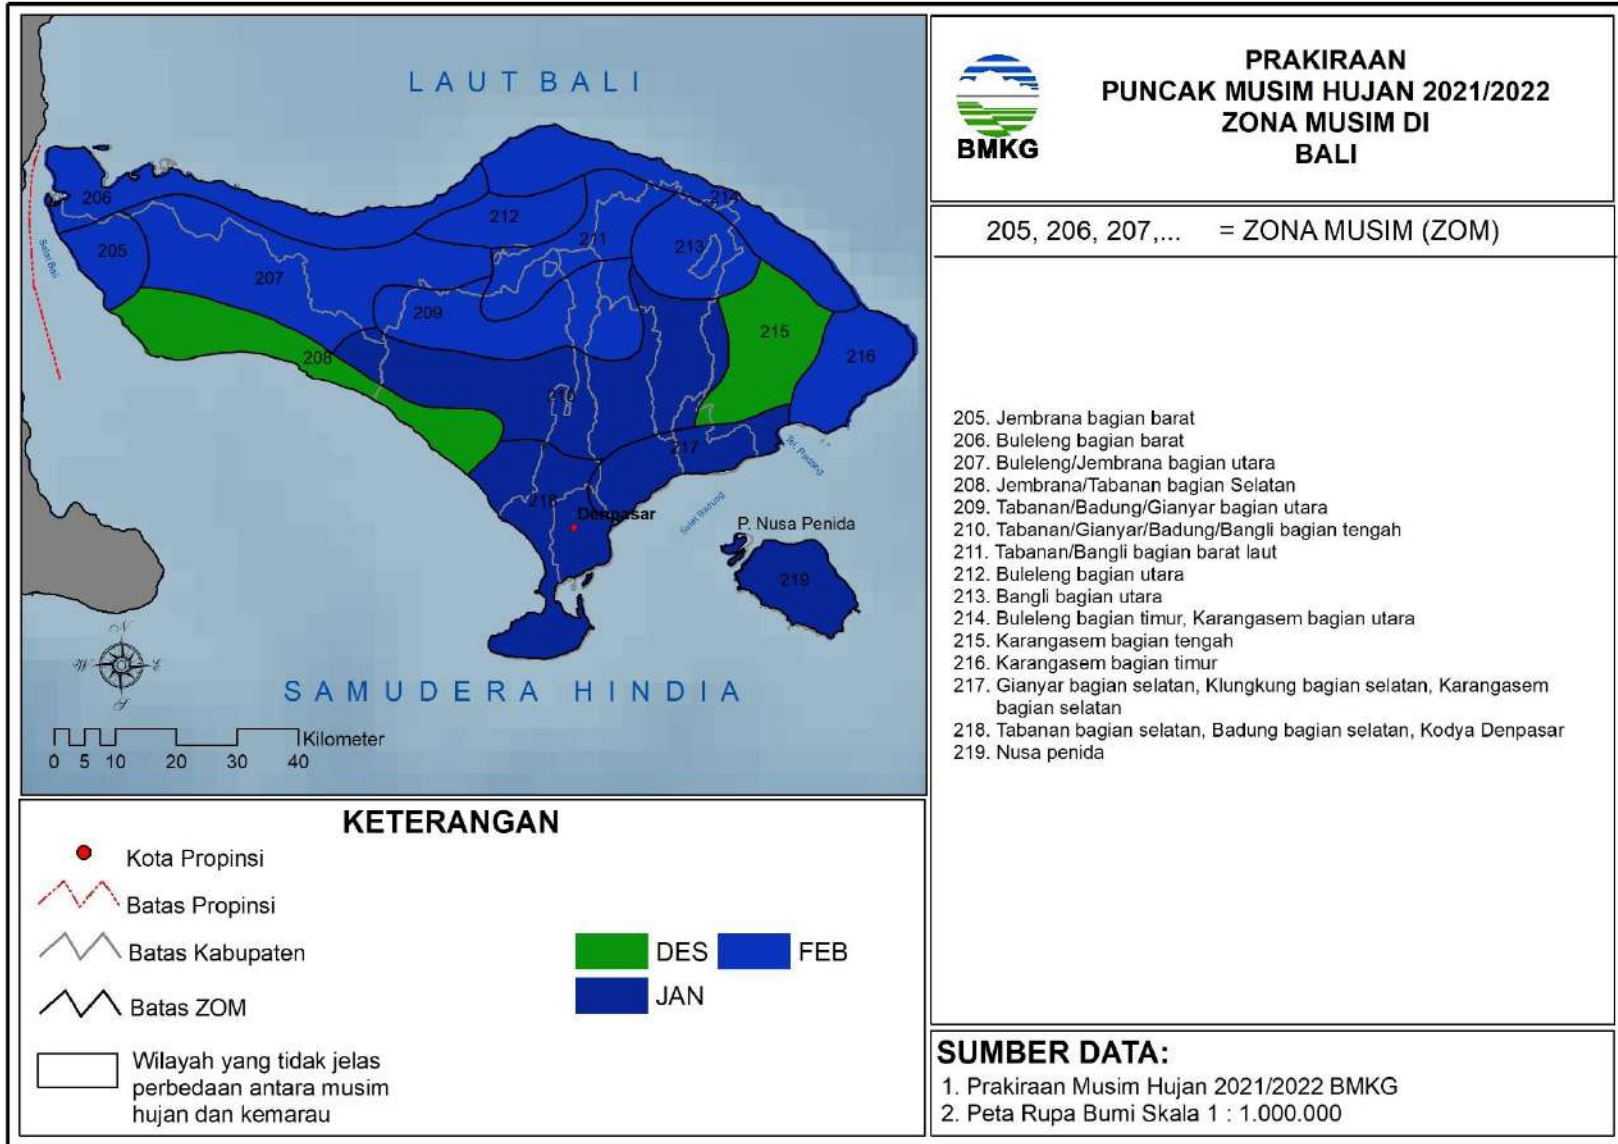 LAUT BALI
206
205
207
212
211
214
213
209
215
216
208
210
217
218
219
Selat Bali
Tel. Padang
Selat Badung
Denpasar
P. Nusa Penida
N
W
E
S
SAMUDERA HINDIA
Kilometer
0 5 10 20 30 40
BMKG
PRAKIRAAN
PUNCAK MUSIM HUJAN 2021/2022
ZONA MUSIM DI
BALI
205, 206, 207,... = ZONA MUSIM (ZOM)
205. Jembrana bagian barat
206. Buleleng bagian barat
207. Buleleng/Jembrana bagian utara
208. Jembrana/Tabanan bagian Selatan
209. Tabanan/Badung/Gianyar bagian utara
210. Tabanan/Gianyar/Badung/Bangli bagian tengah
211. Tabanan/Bangli bagian barat laut
212. Buleleng bagian utara
213. Bangli bagian utara
214. Buleleng bagian timur, Karangasem bagian utara
215. Karangasem bagian tengah
216. Karangasem bagian timur
217. Gianyar bagian selatan, Klungkung bagian selatan, Karangasem
bagian selatan
218. Tabanan bagian selatan, Badung bagian selatan, Kodya Denpasar
219. Nusa penida
KETERANGAN
Kota Propinsi
Batas Propinsi
Batas Kabupaten
Batas ZOM
Wilayah yang tidak jelas
perbedaan antara musim
hujan dan kemarau
DES FEB
JAN
SUMBER DATA:
1. Prakiraan Musim Hujan 2021/2022 BMKG
2. Peta Rupa Bumi Skala 1 : 1.000.000